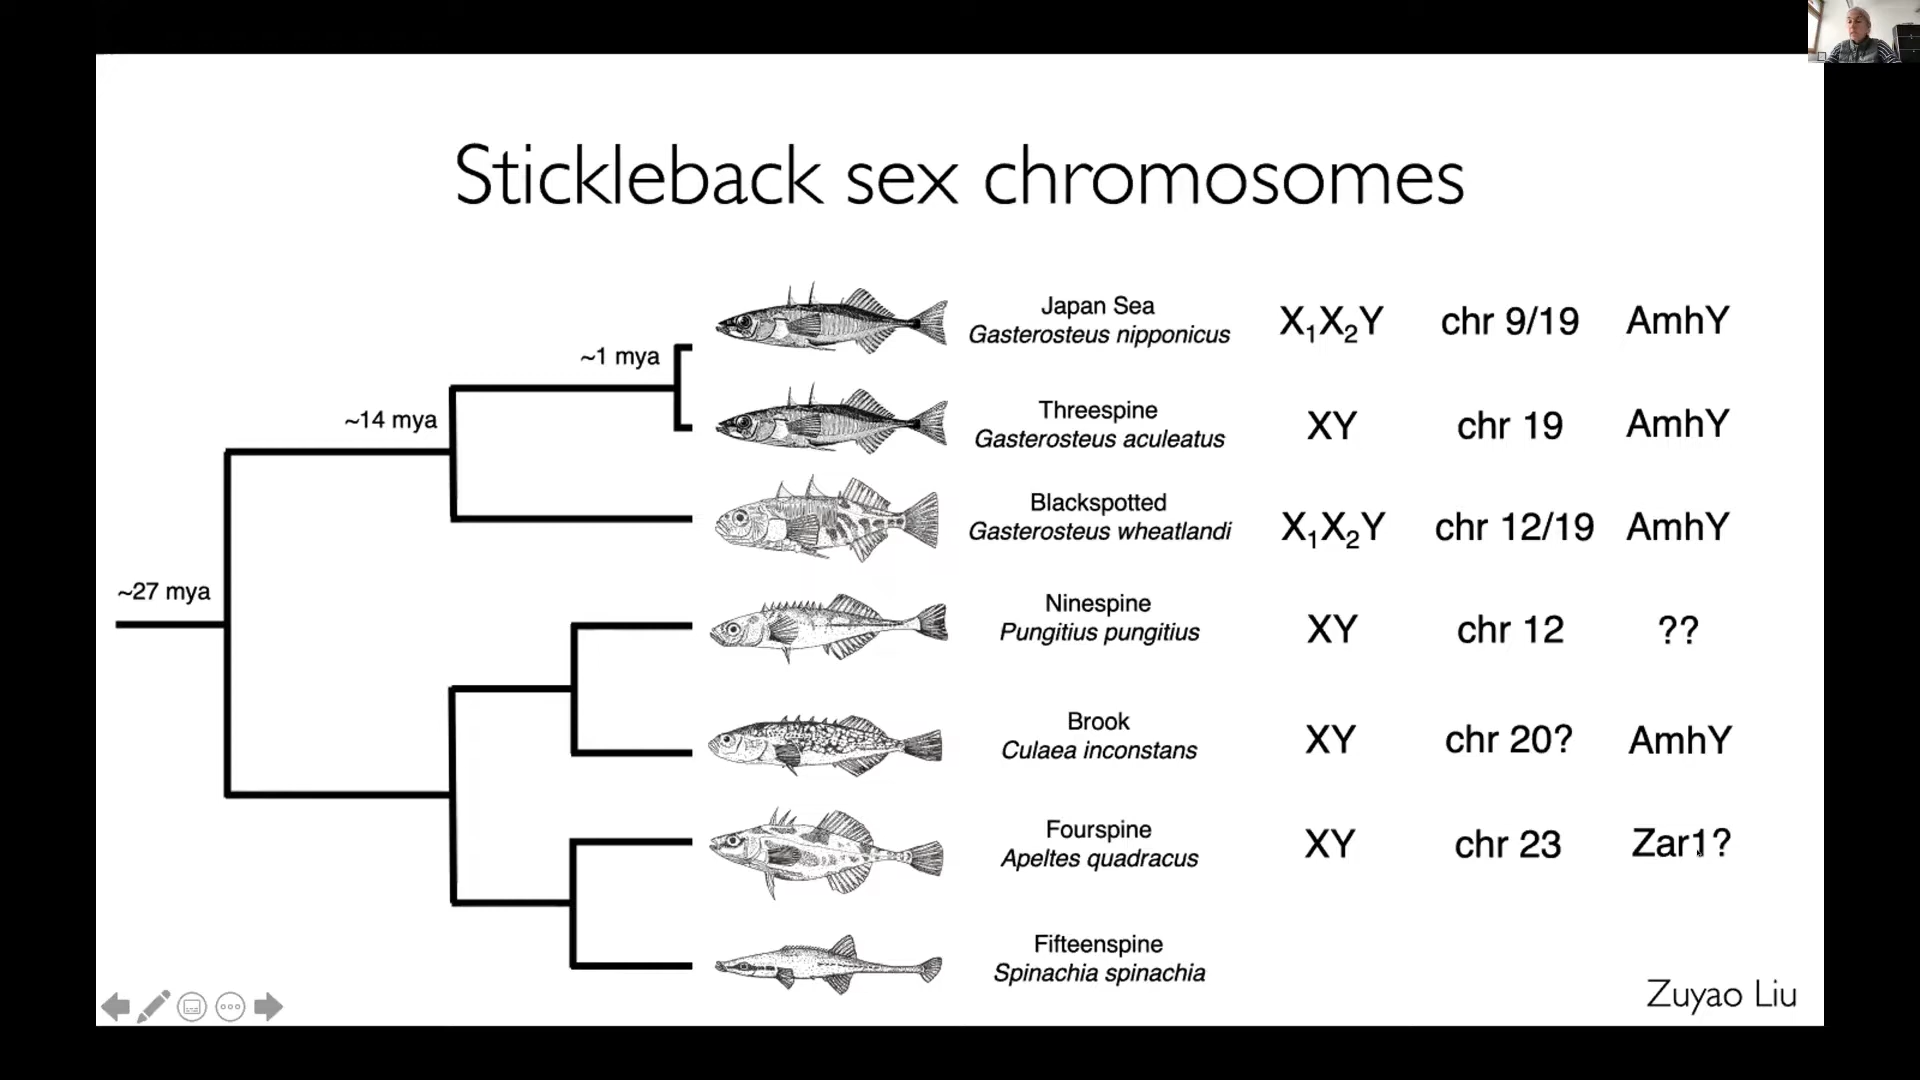 Stickleback sex chromosomes
~1 mya
~14 mya
~27 mya
Japan Sea
Gasterosteus nipponicus
X₁X₂Y
chr 9/19
AmhY
Threespine
Gasterosteus aculeatus
XY
chr 19
AmhY
Blackspotted
Gasterosteus wheatlandi
X₁X₂Y
chr 12/19
AmhY
Ninespine
Pungitius pungitius
XY
chr 12
??
Brook
Culaea inconstans
XY
chr 20?
AmhY
Fourspine
Apeltes quadracus
XY
chr 23
Zar1?
Fifteenspine
Spinachia spinachia
Zuyao Liu